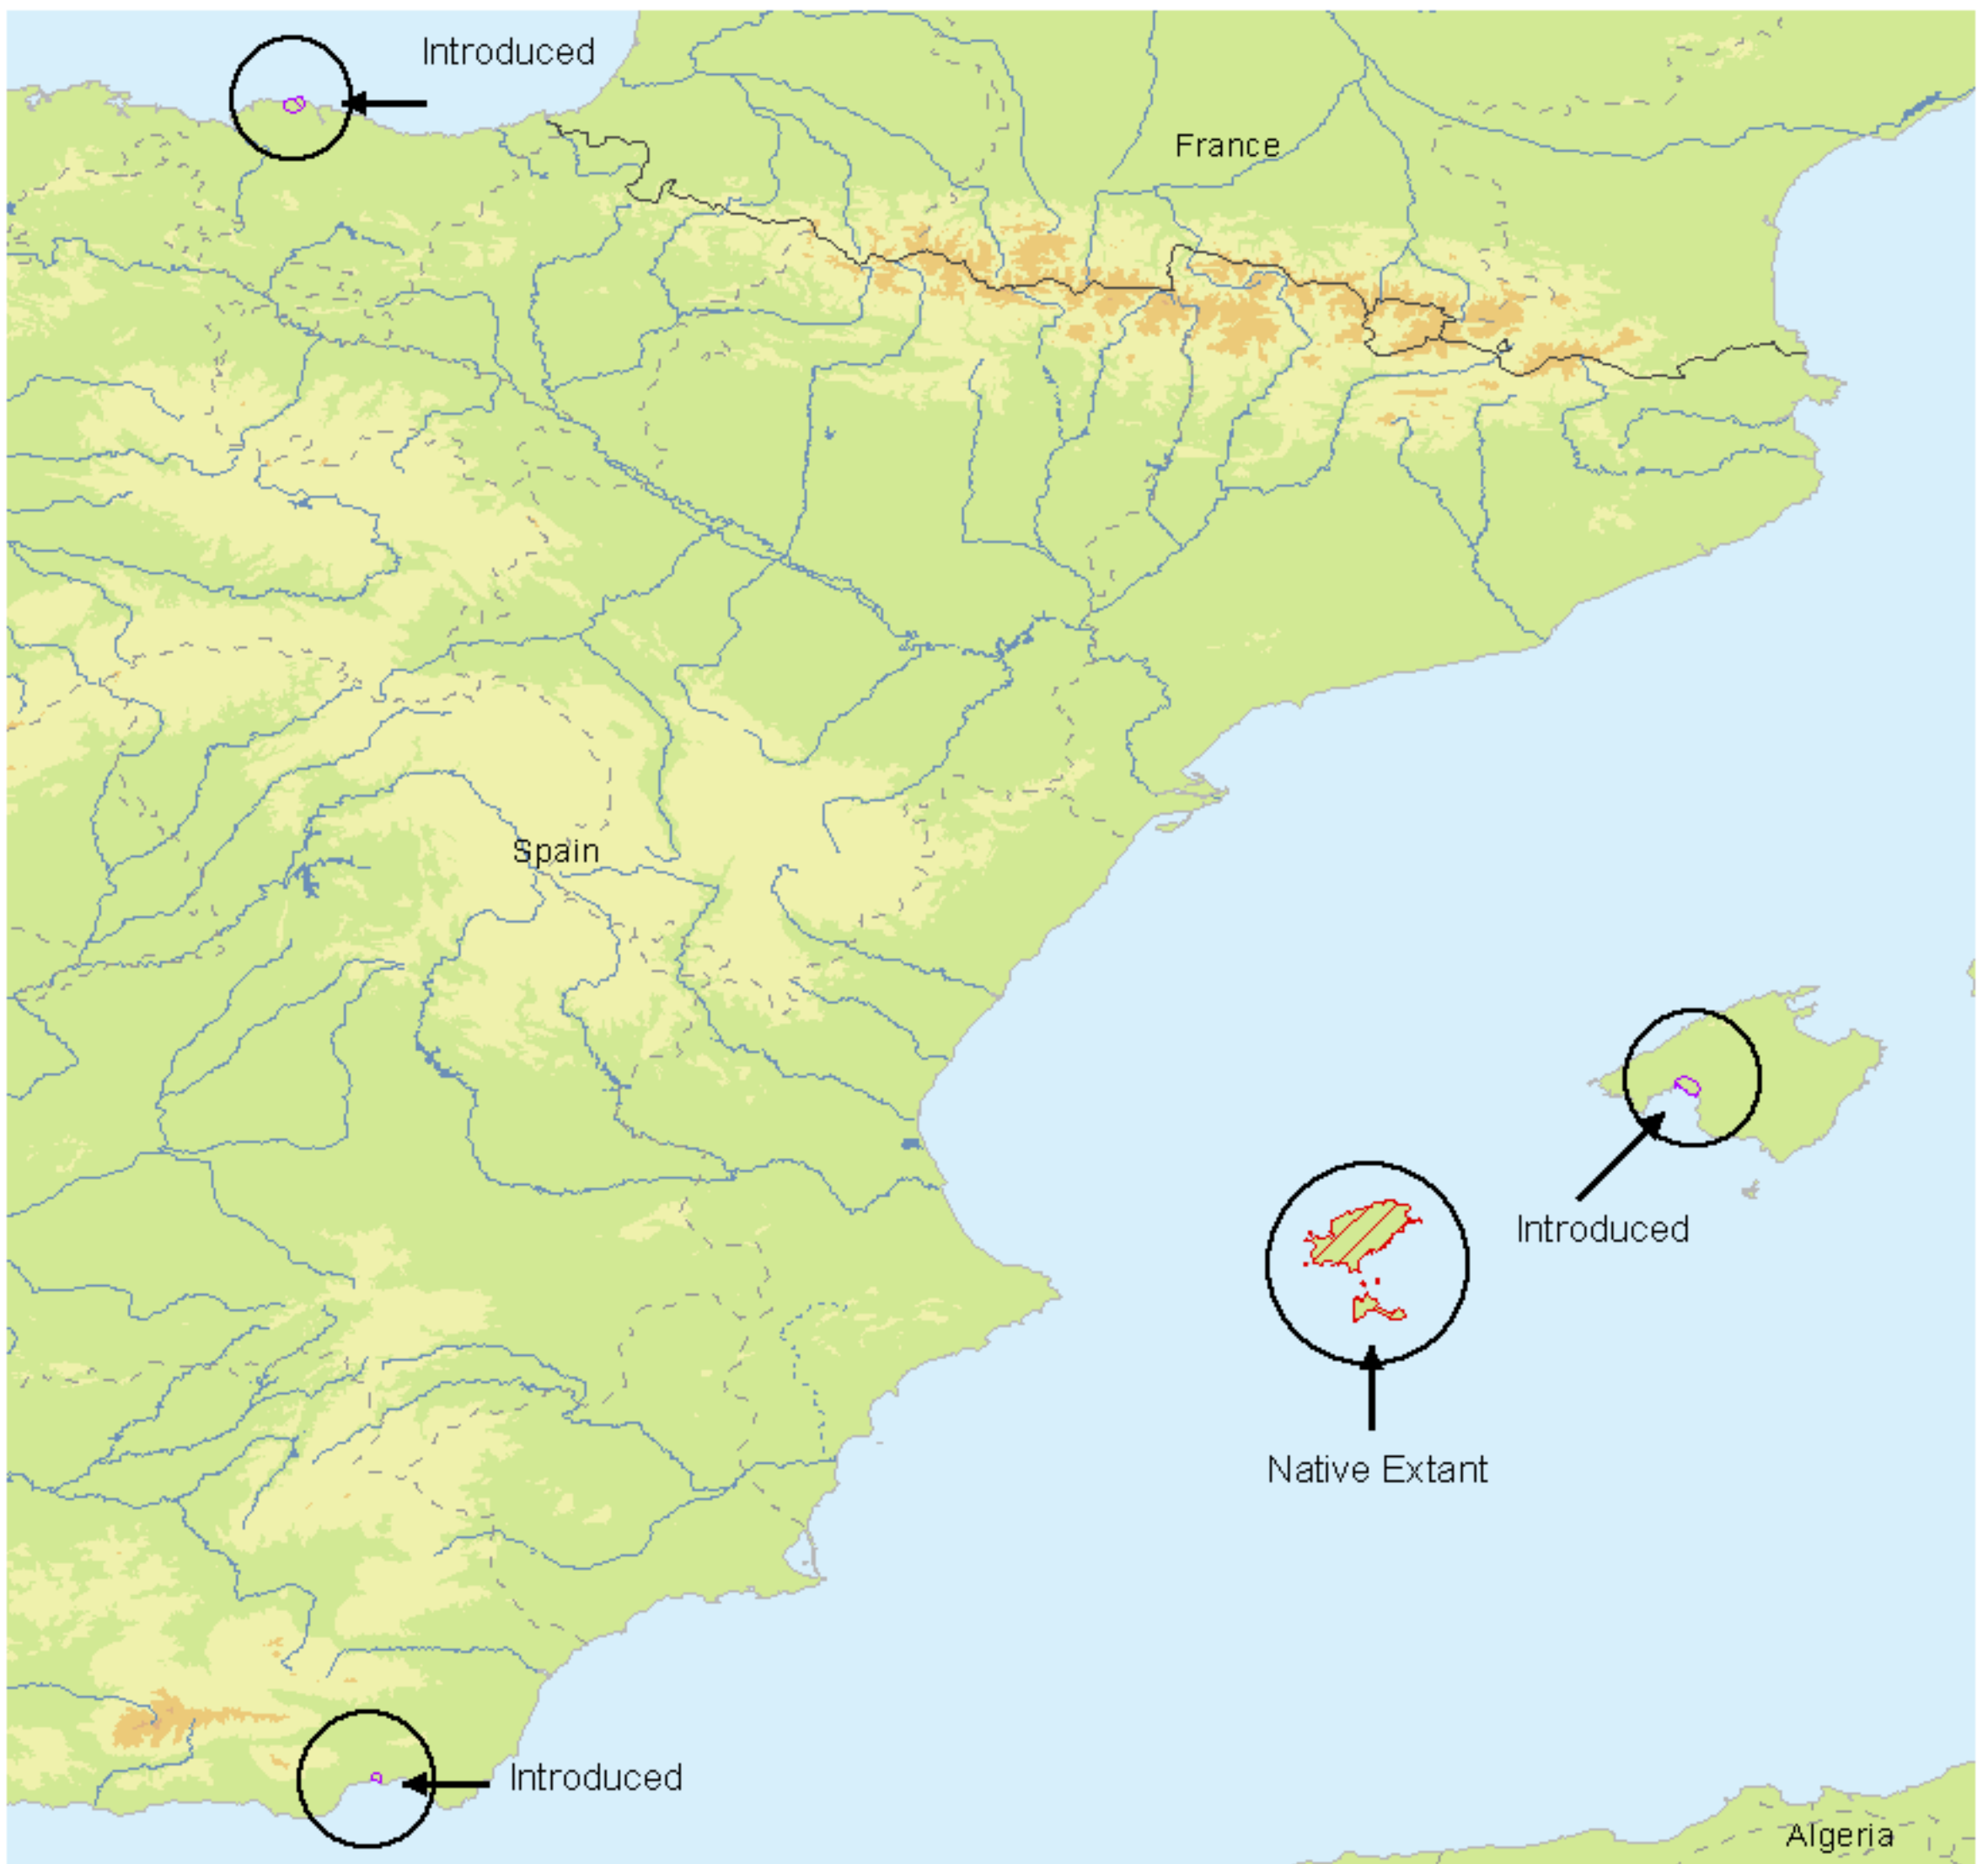 Introduced
France
Spain
Introduced
Native Extant
Introduced
Algeria